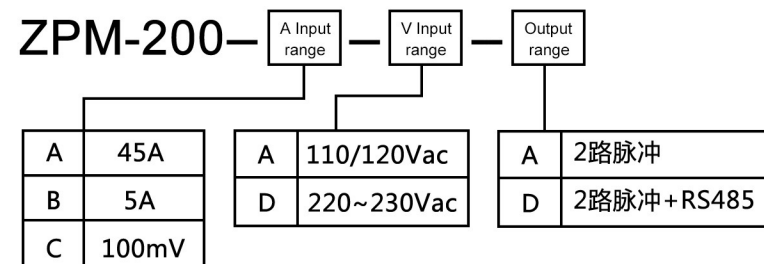 ZPM-200— A Input range — V Input range — Output range
A 45A
B 5A
C 100mV
A 110/120Vac
D 220~230Vac
A 2路脉冲
D 2路脉冲+RS485